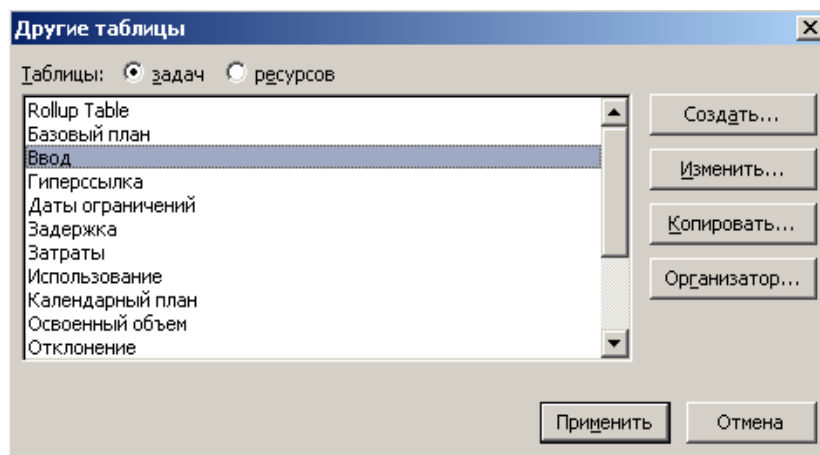 Другие таблицы
Таблицы: задач ресурсов
Rollup Table
Базовый план
Ввод
Гиперссылка
Даты ограничений
Задержка
Затраты
Использование
Календарный план
Освоенный объем
Отклонение
Создать...
Изменить...
Копировать...
Организатор...
Применить Отмена